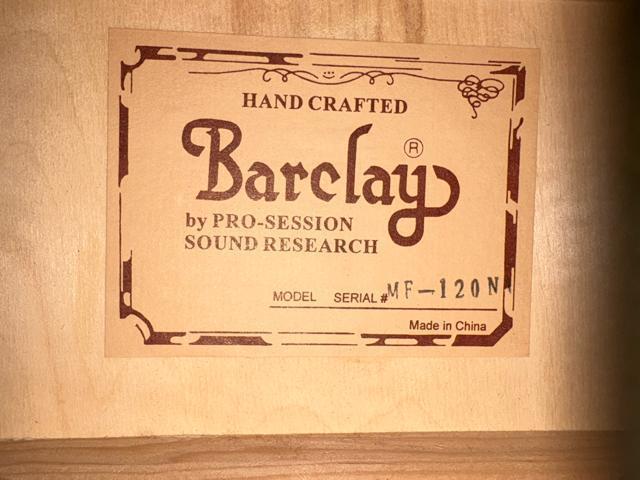 HAND CRAFTED
Barclay®
by PRO-SESSION
SOUND RESEARCH
MODEL SERIAL # MF-120N
Made in China